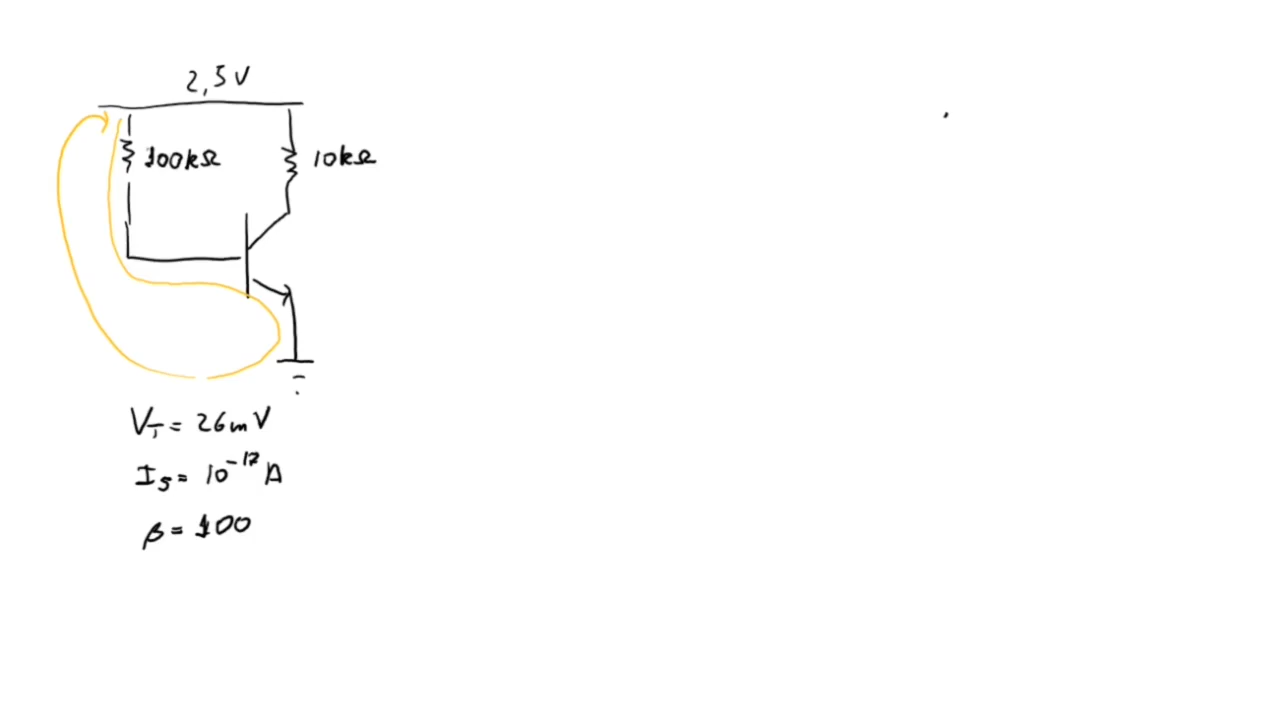 2,5V
100kΩ
10kΩ
V_T = 26mV
I_S = 10^-17 A
β = 100